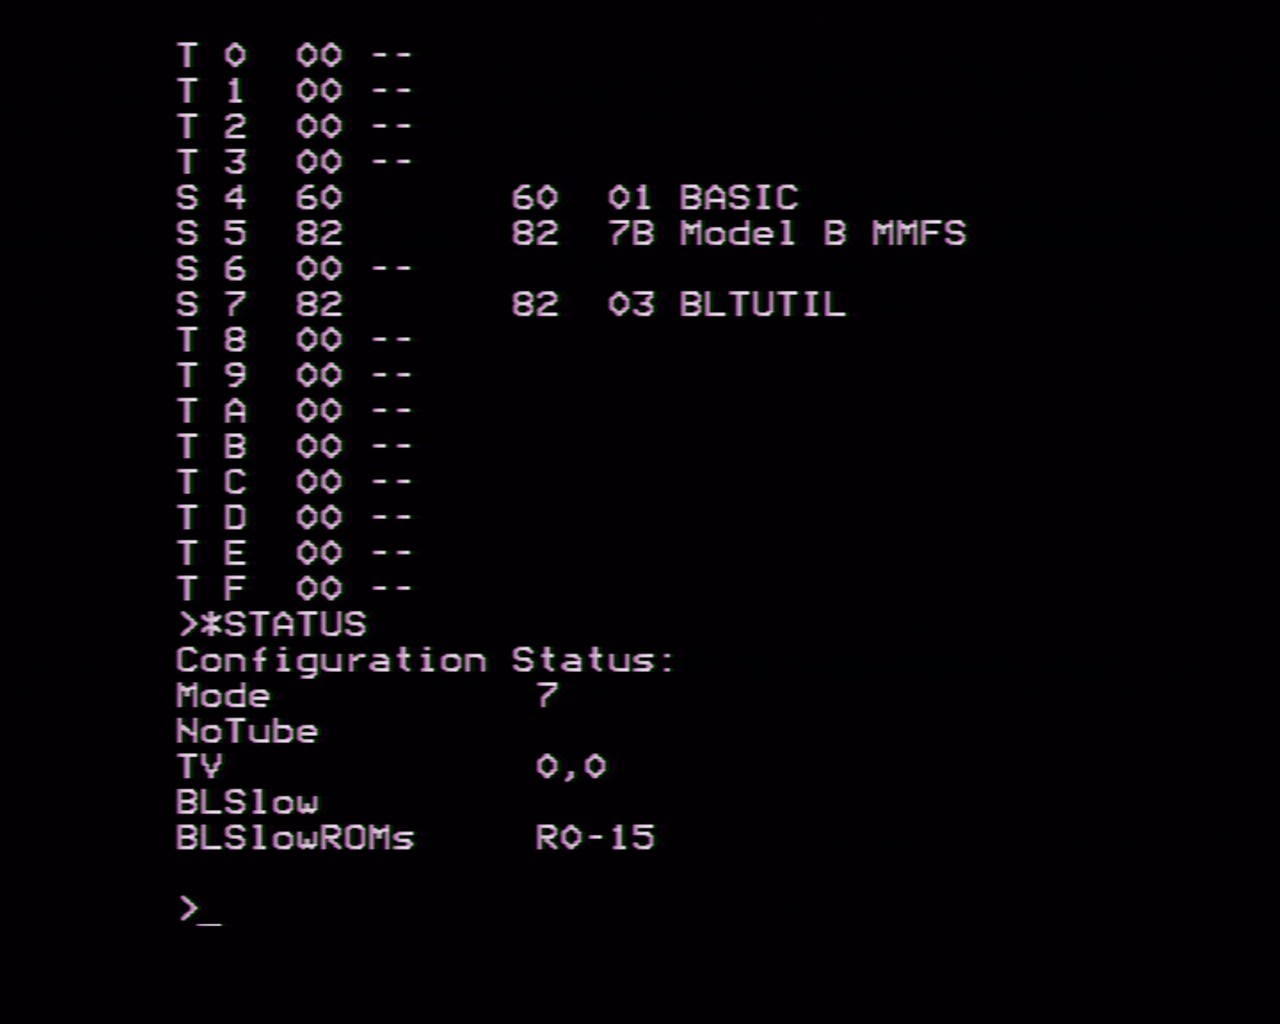 T 0  00 --
T 1  00 --
T 2  00 --
T 3  00 --
S 4  60       60  01 BASIC
S 5  82       82  7B Model B MMFS
S 6  00 --
S 7  82       82  03 BLTUTIL
T 8  00 --
T 9  00 --
T A  00 --
T B  00 --
T C  00 --
T D  00 --
T E  00 --
T F  00 --
>*STATUS
Configuration Status:
Mode           7
NoTube
TV             0,0
BLSlow
BLSlowROMs     R0-15
>_